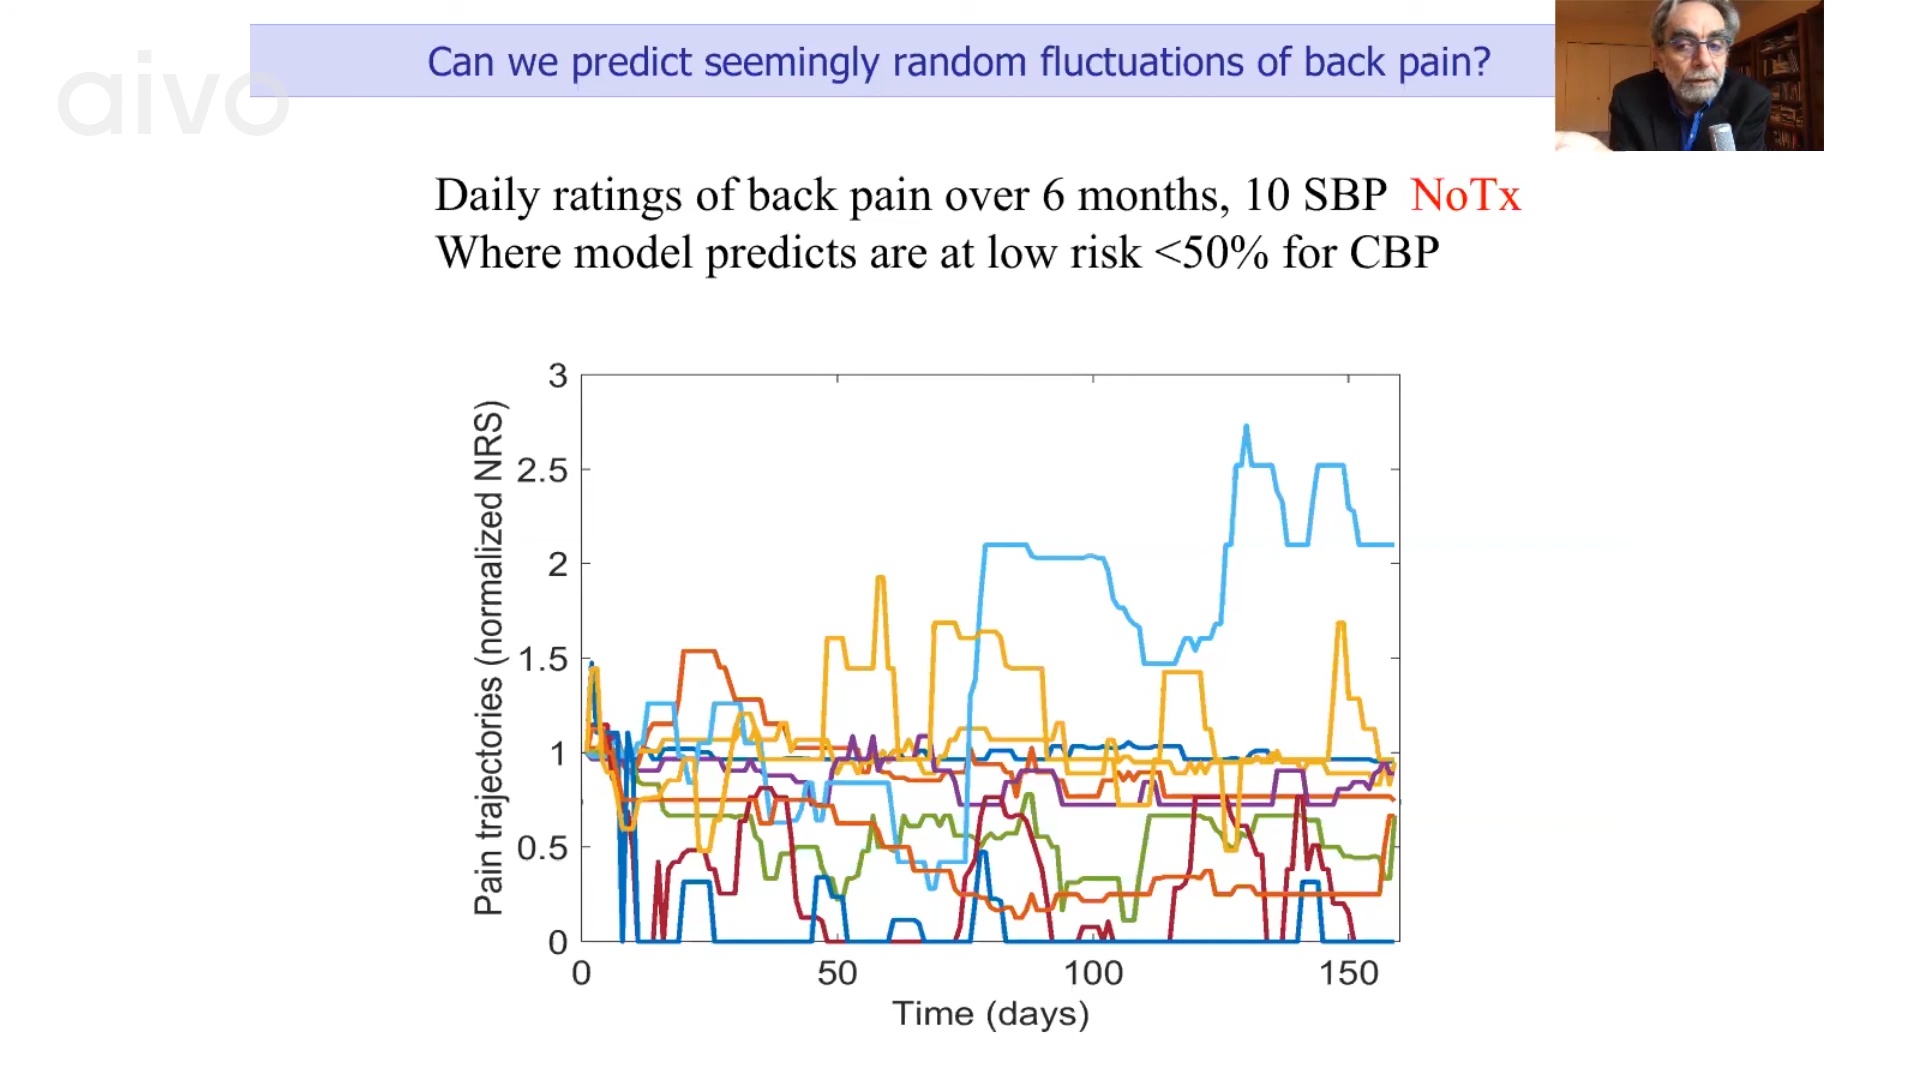 aivo
Can we predict seemingly random fluctuations of back pain?
Daily ratings of back pain over 6 months, 10 SBP NoTx
Where model predicts are at low risk <50% for CBP
Pain trajectories (normalized NRS)
3
2.5
2
1.5
1
0.5
0
0 50 100 150
Time (days)